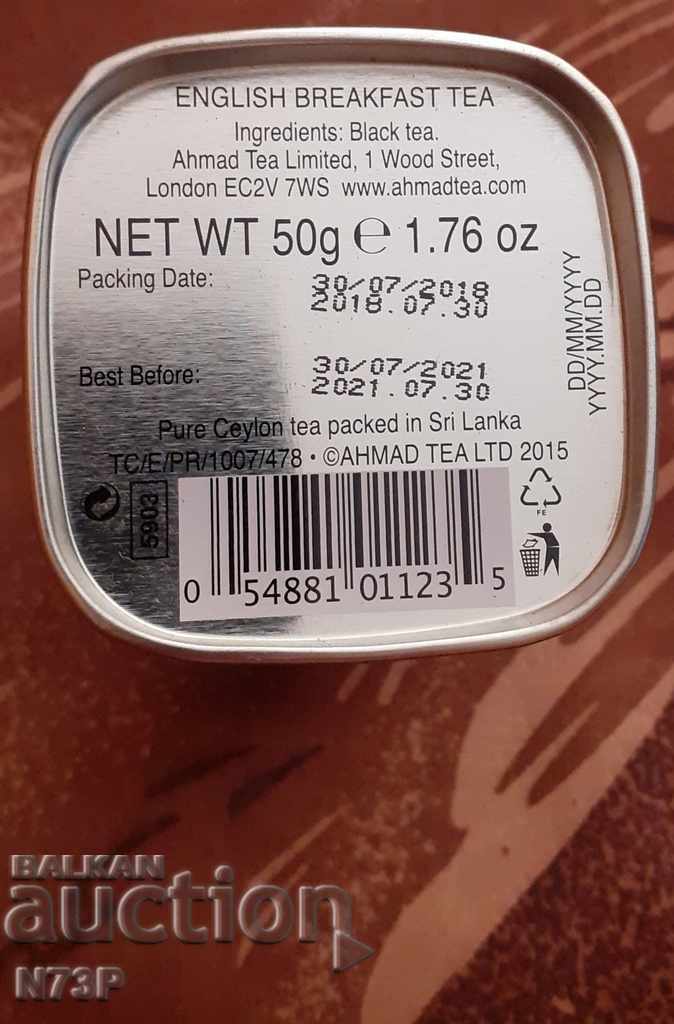 ENGLISH BREAKFAST TEA
Ingredients: Black tea.
Ahmad Tea Limited, 1 Wood Street,
London EC2V 7WS www.ahmadtea.com
NET WT 50g ℮ 1.76 oz
Packing Date: 30/07/2018
2018.07.30
DD/MM/YYYY
YYYY.MM.DD
Best Before: 30/07/2021
2021.07.30
Pure Ceylon tea packed in Sri Lanka
TC/E/PR/1007/478 • ©AHMAD TEA LTD 2015
5903
FE
0 54881 01123 5
BALKAN
auction
N73P